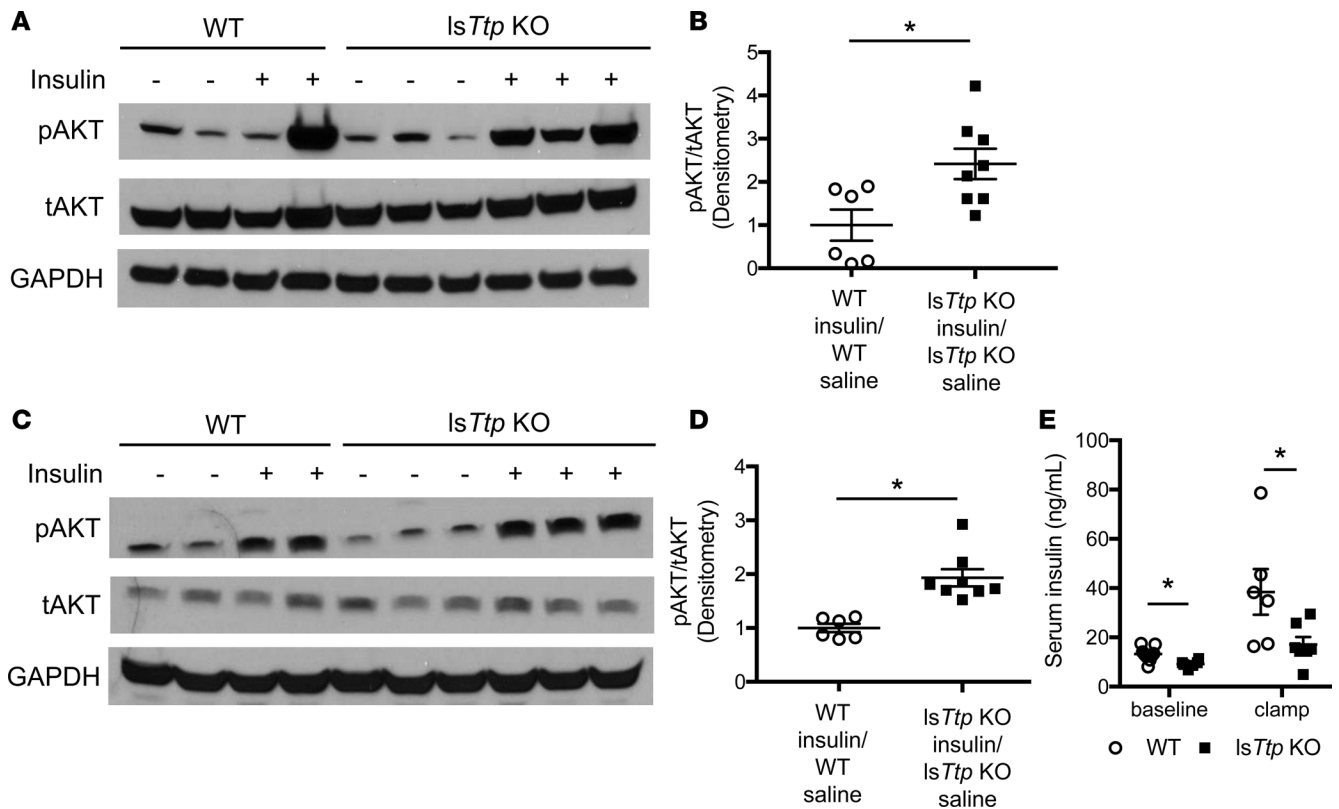 A
WT
lsTtp KO
Insulin - - + + - - - + + +
pAKT
tAKT
GAPDH
B
*
5
4
3
2
1
0
pAKT/tAKT
(Densitometry)
WT
insulin/
WT
saline
lsTtp KO
insulin/
lsTtp KO
saline
C
WT
lsTtp KO
Insulin - - + + - - - + + +
pAKT
tAKT
GAPDH
D
*
4
3
2
1
0
pAKT/tAKT
(Densitometry)
WT
insulin/
WT
saline
lsTtp KO
insulin/
lsTtp KO
saline
E
100
80
60
40
20
0
Serum insulin (ng/mL)
*
*
baseline
clamp
WT
lsTtp KO